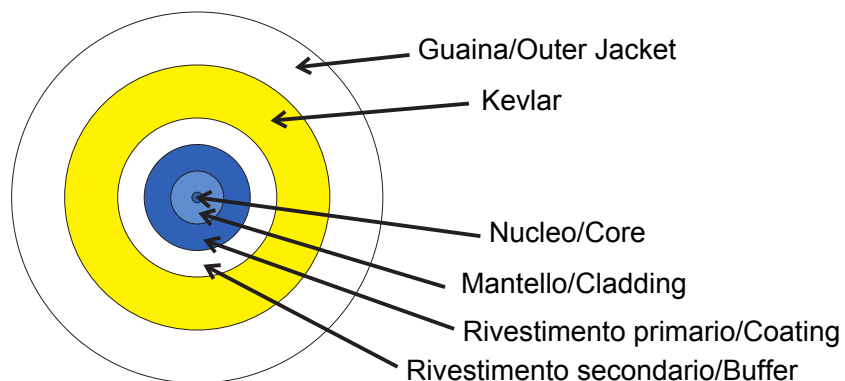 Guaina/Outer Jacket
Kevlar
Nucleo/Core
Mantello/Cladding
Rivestimento primario/Coating
Rivestimento secondario/Buffer